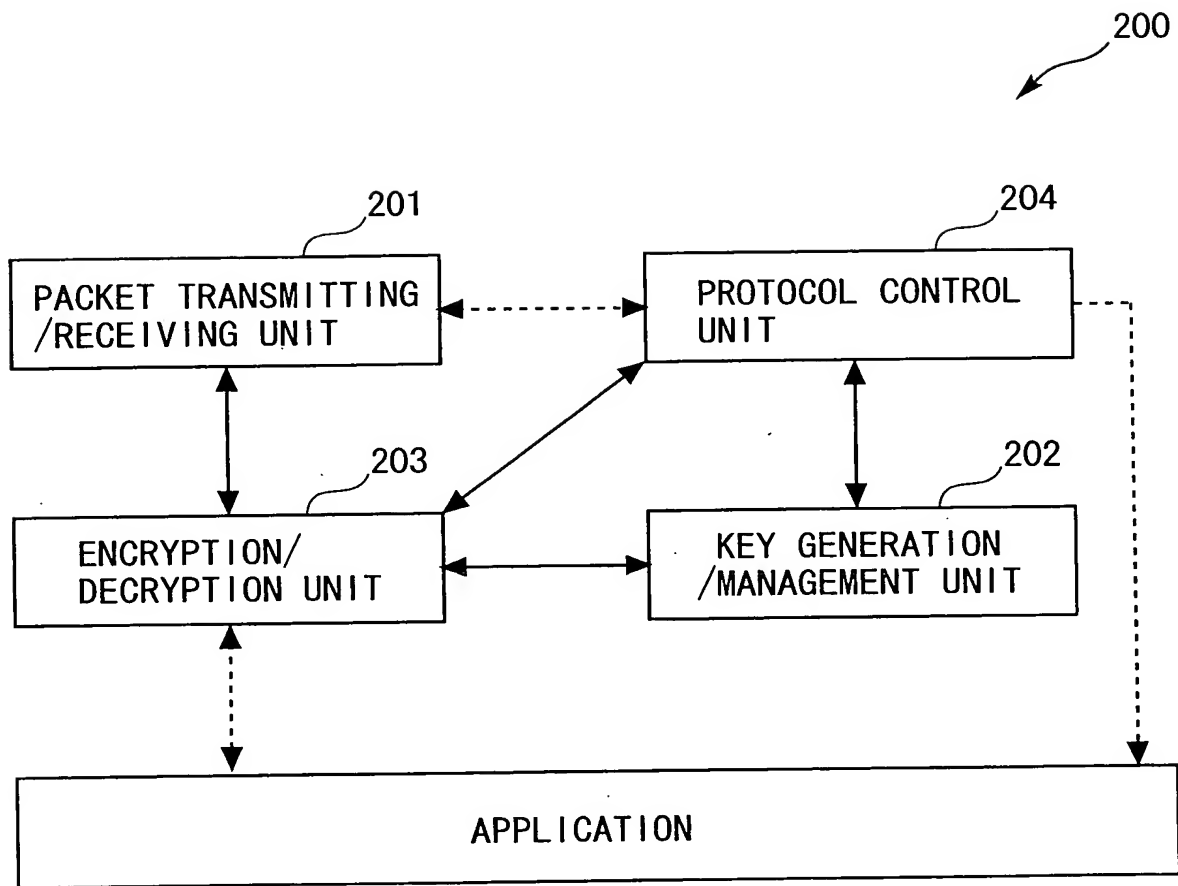 200
201
204
PACKET TRANSMITTING
/RECEIVING UNIT
PROTOCOL CONTROL
UNIT
203
202
ENCRYPTION/
DECRYPTION UNIT
KEY GENERATION
/MANAGEMENT UNIT
APPLICATION